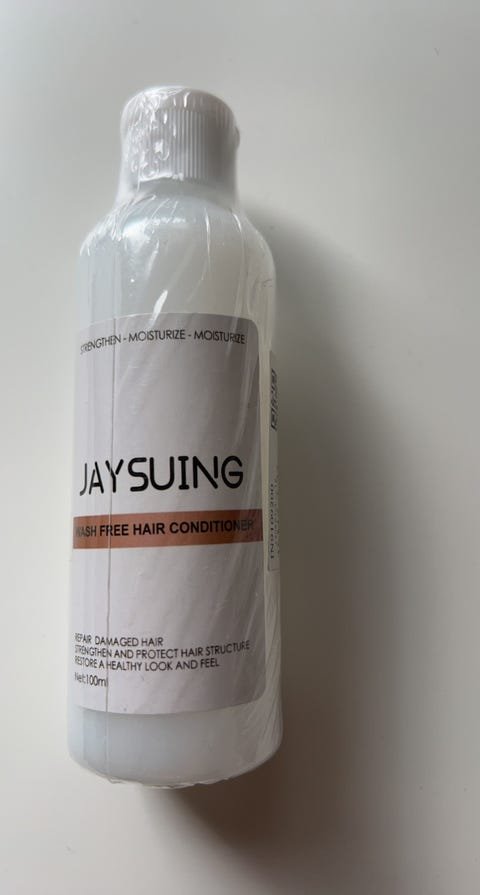 STRENGTHEN - MOISTURIZE - MOISTURIZE
JAYSUING
WASH FREE HAIR CONDITIONER
REPAIR DAMAGED HAIR
STRENGTHEN AND PROTECT HAIR STRUCTURE
RESTORE A HEALTHY LOOK AND FEEL
Net:100ml